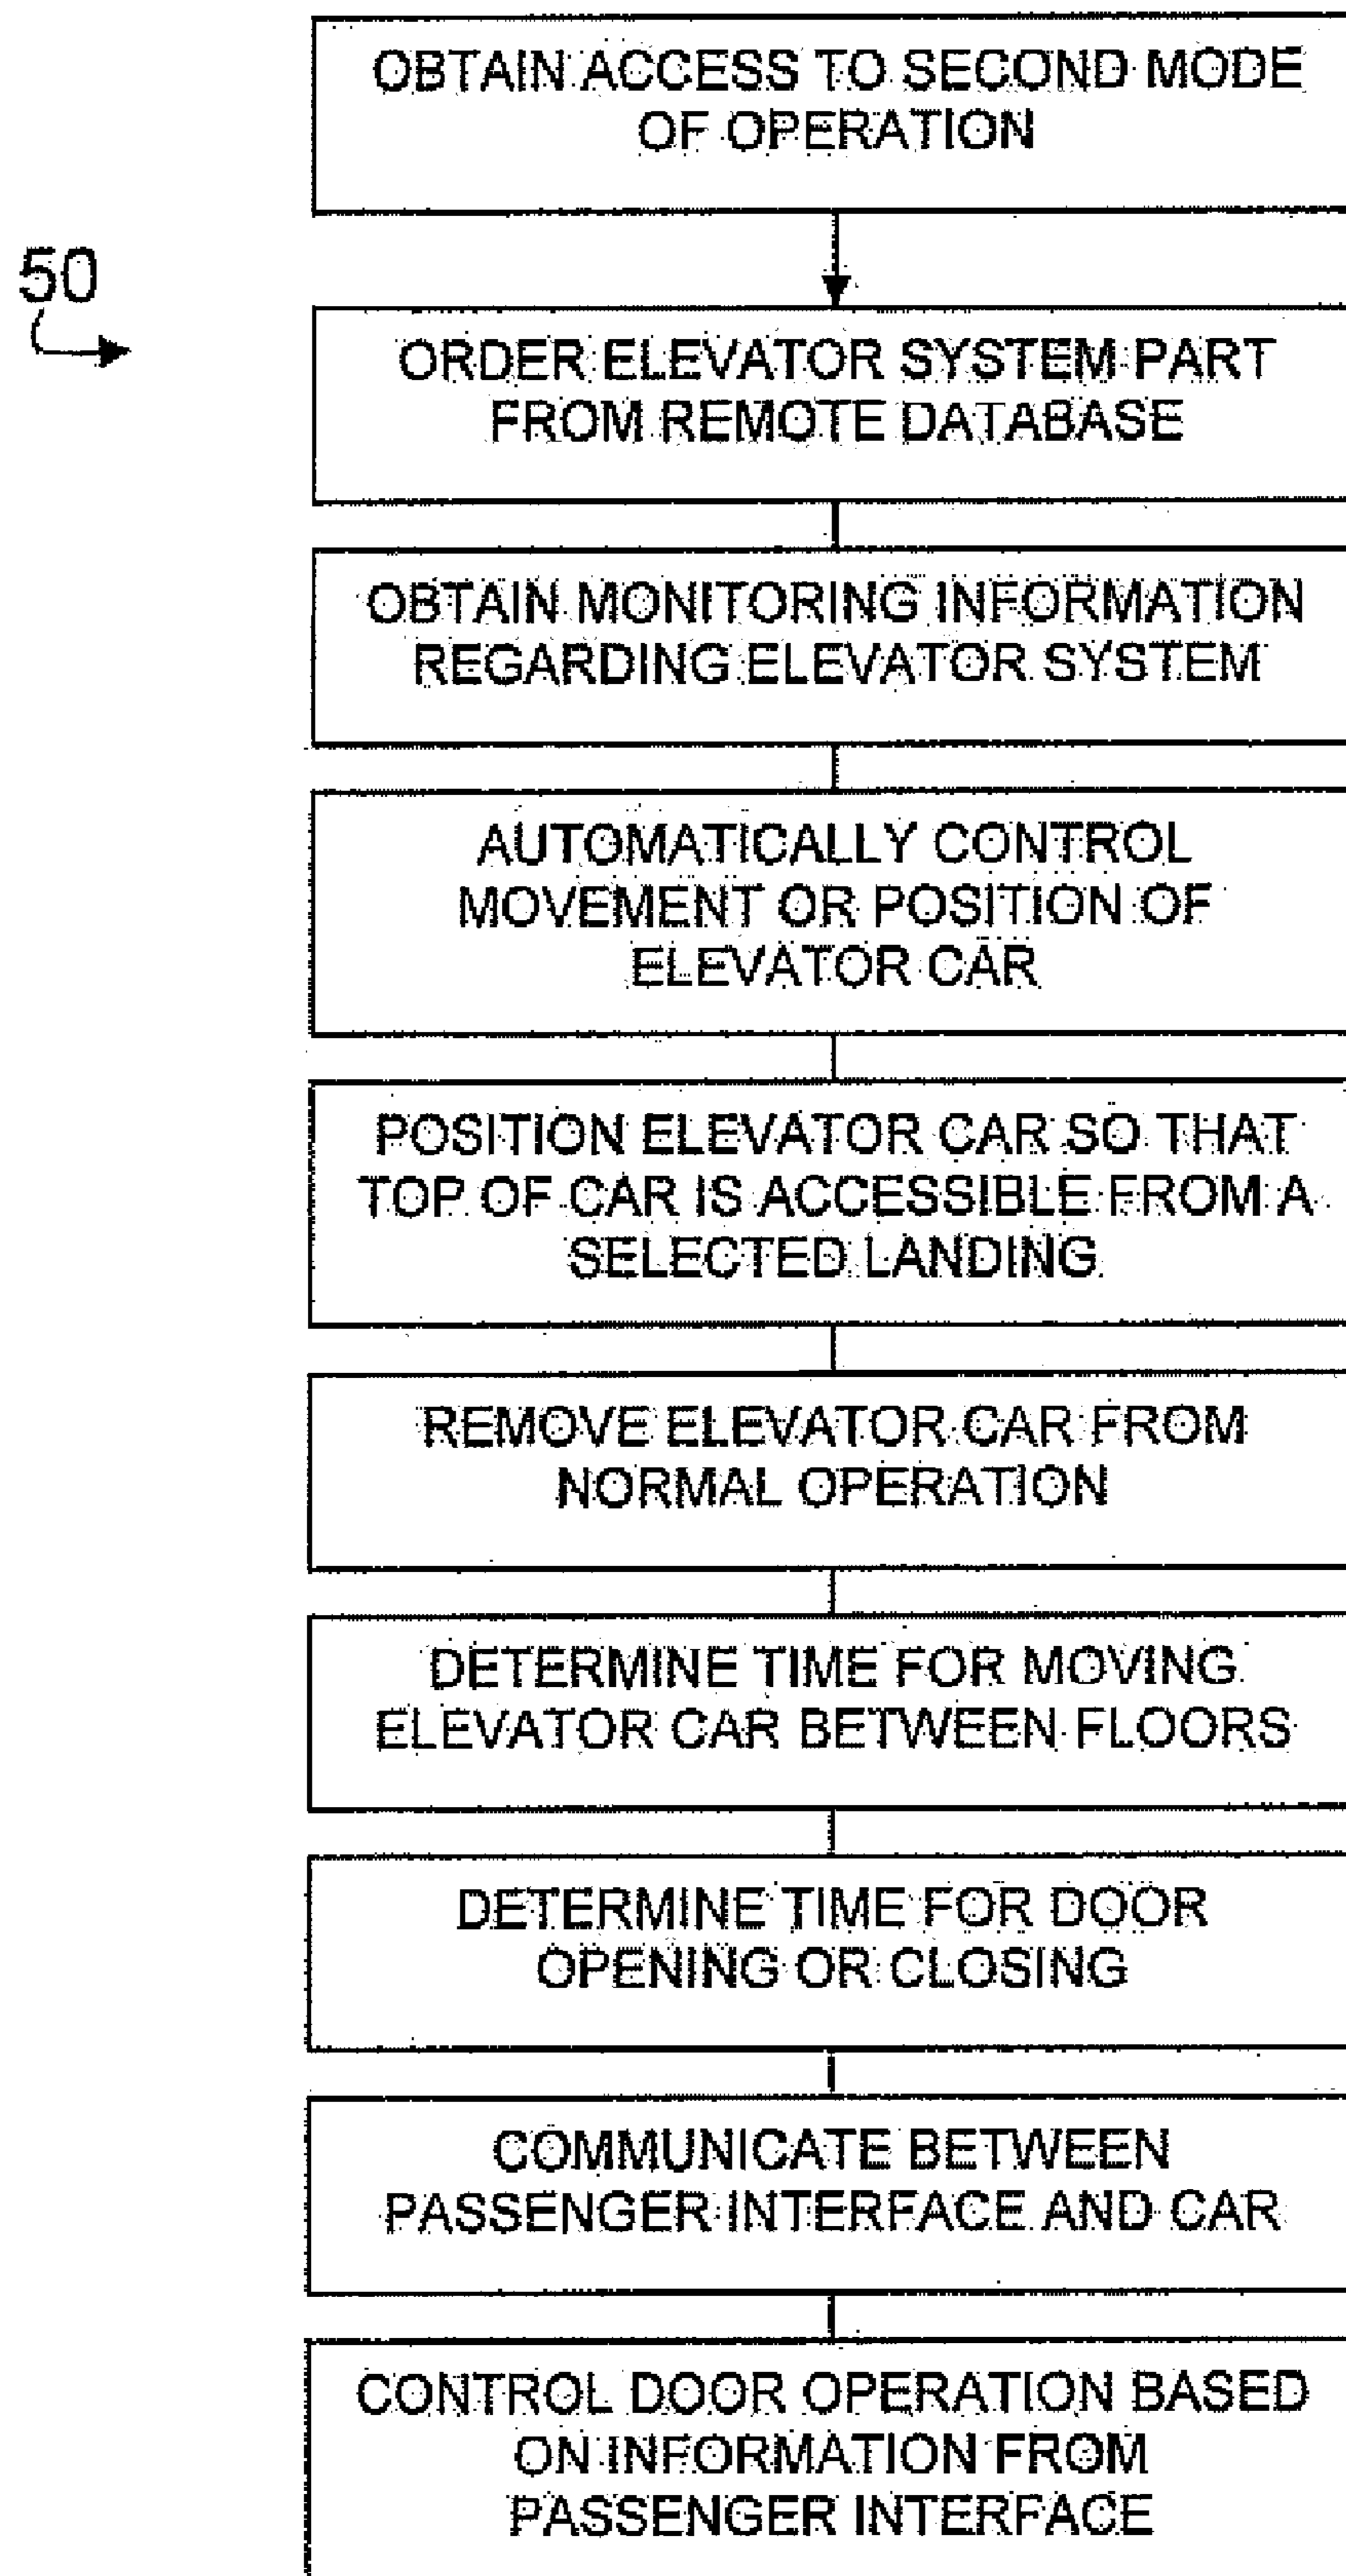 OBTAIN ACCESS TO SECOND MODE
OF OPERATION
50
ORDER ELEVATOR SYSTEM PART
FROM REMOTE DATABASE
OBTAIN MONITORING INFORMATION
REGARDING ELEVATOR SYSTEM
AUTOMATICALLY CONTROL
MOVEMENT OR POSITION OF
ELEVATOR CAR
POSITION ELEVATOR CAR SO THAT
TOP OF CAR IS ACCESSIBLE FROM A
SELECTED LANDING
REMOVE ELEVATOR CAR FROM
NORMAL OPERATION
DETERMINE TIME FOR MOVING
ELEVATOR CAR BETWEEN FLOORS
DETERMINE TIME FOR DOOR
OPENING OR CLOSING
COMMUNICATE BETWEEN
PASSENGER INTERFACE AND CAR
CONTROL DOOR OPERATION BASED
ON INFORMATION FROM
PASSENGER INTERFACE